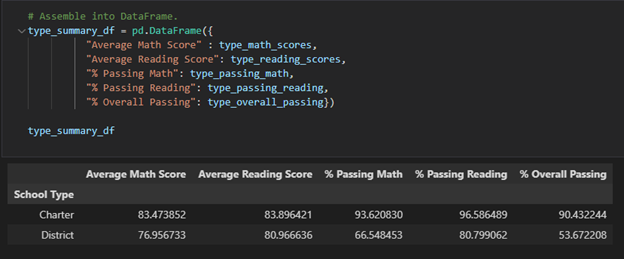 # Assemble into DataFrame.
type_summary_df = pd.DataFrame({
"Average Math Score" : type_math_scores,
"Average Reading Score": type_reading_scores,
"% Passing Math": type_passing_math,
"% Passing Reading": type_passing_reading,
"% Overall Passing": type_overall_passing})
type_summary_df
Average Math Score Average Reading Score % Passing Math % Passing Reading % Overall Passing
School Type
Charter 83.473852 83.896421 93.620830 96.586489 90.432244
District 76.956733 80.966636 66.548453 80.799062 53.672208